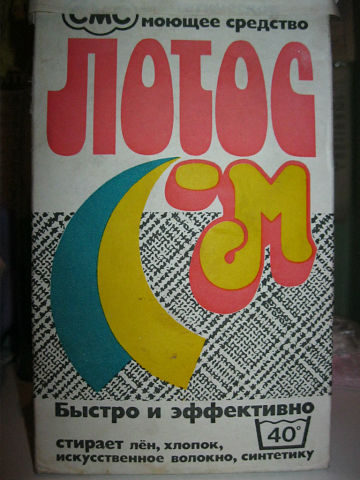 СМС моющее средство
ЛОТОС
-М
Быстро и эффективно
40°
стирает лён, хлопок,
искусственное волокно, синтетику